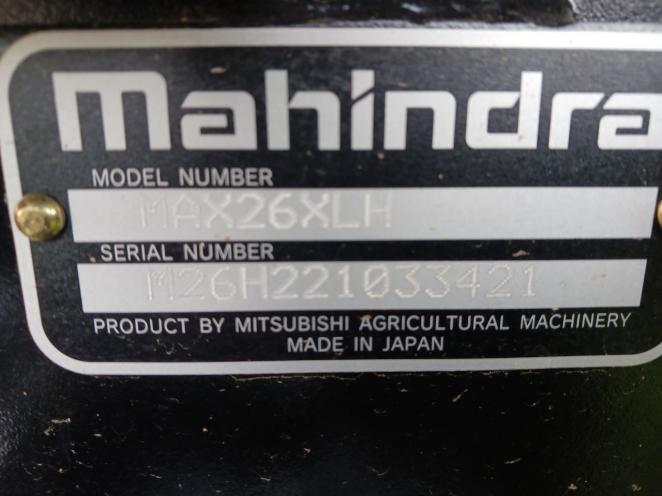 mahindra
MODEL NUMBER
MAX26XLH
SERIAL NUMBER
M26H221033421
PRODUCT BY MITSUBISHI AGRICULTURAL MACHINERY
MADE IN JAPAN